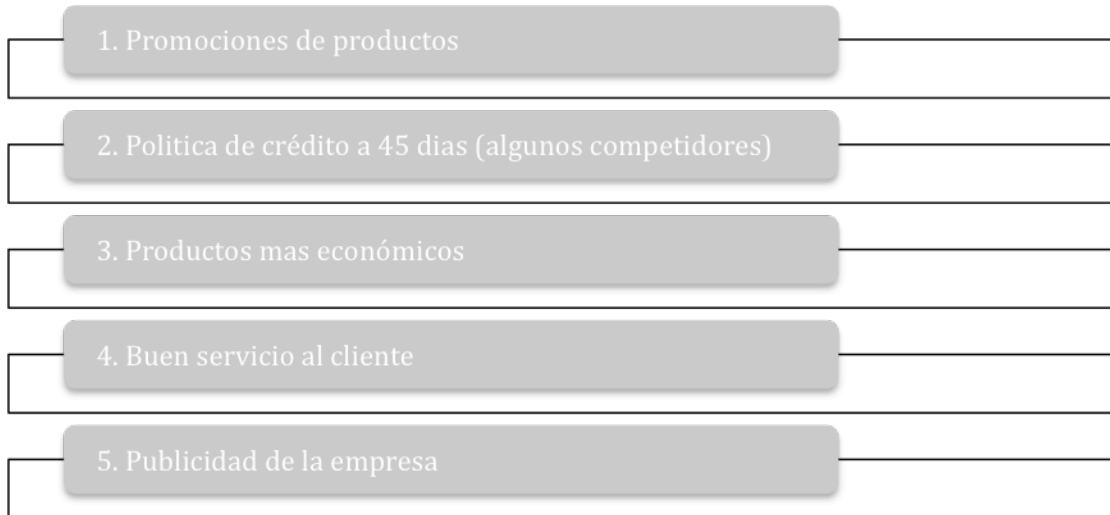 1. Promociones de productos
2. Politica de crédito a 45 dias (algunos competidores)
3. Productos mas económicos
4. Buen servicio al cliente
5. Publicidad de la empresa